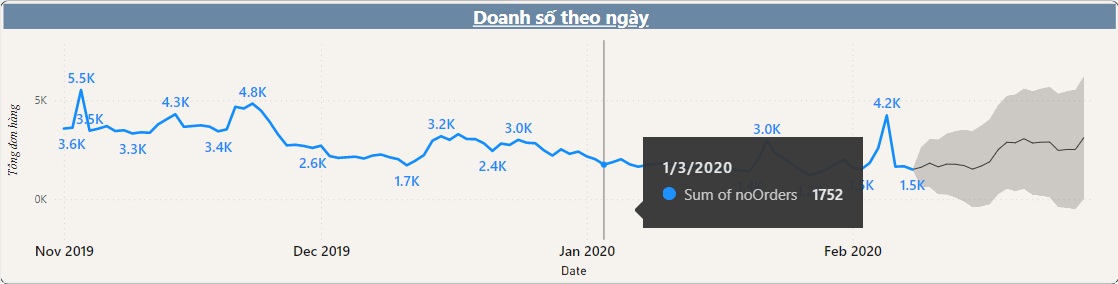 Doanh số theo ngày
5.5K
4.8K
4.3K
4.2K
5K
3.5K
3.2K
3.0K
3.0K
3.6K
3.3K
3.4K
2.6K
2.4K
1.7K
1.5K
Tổng đơn hàng
0K
1/3/2020
Sum of noOrders 1752
Nov 2019
Dec 2019
Jan 2020
Feb 2020
Date